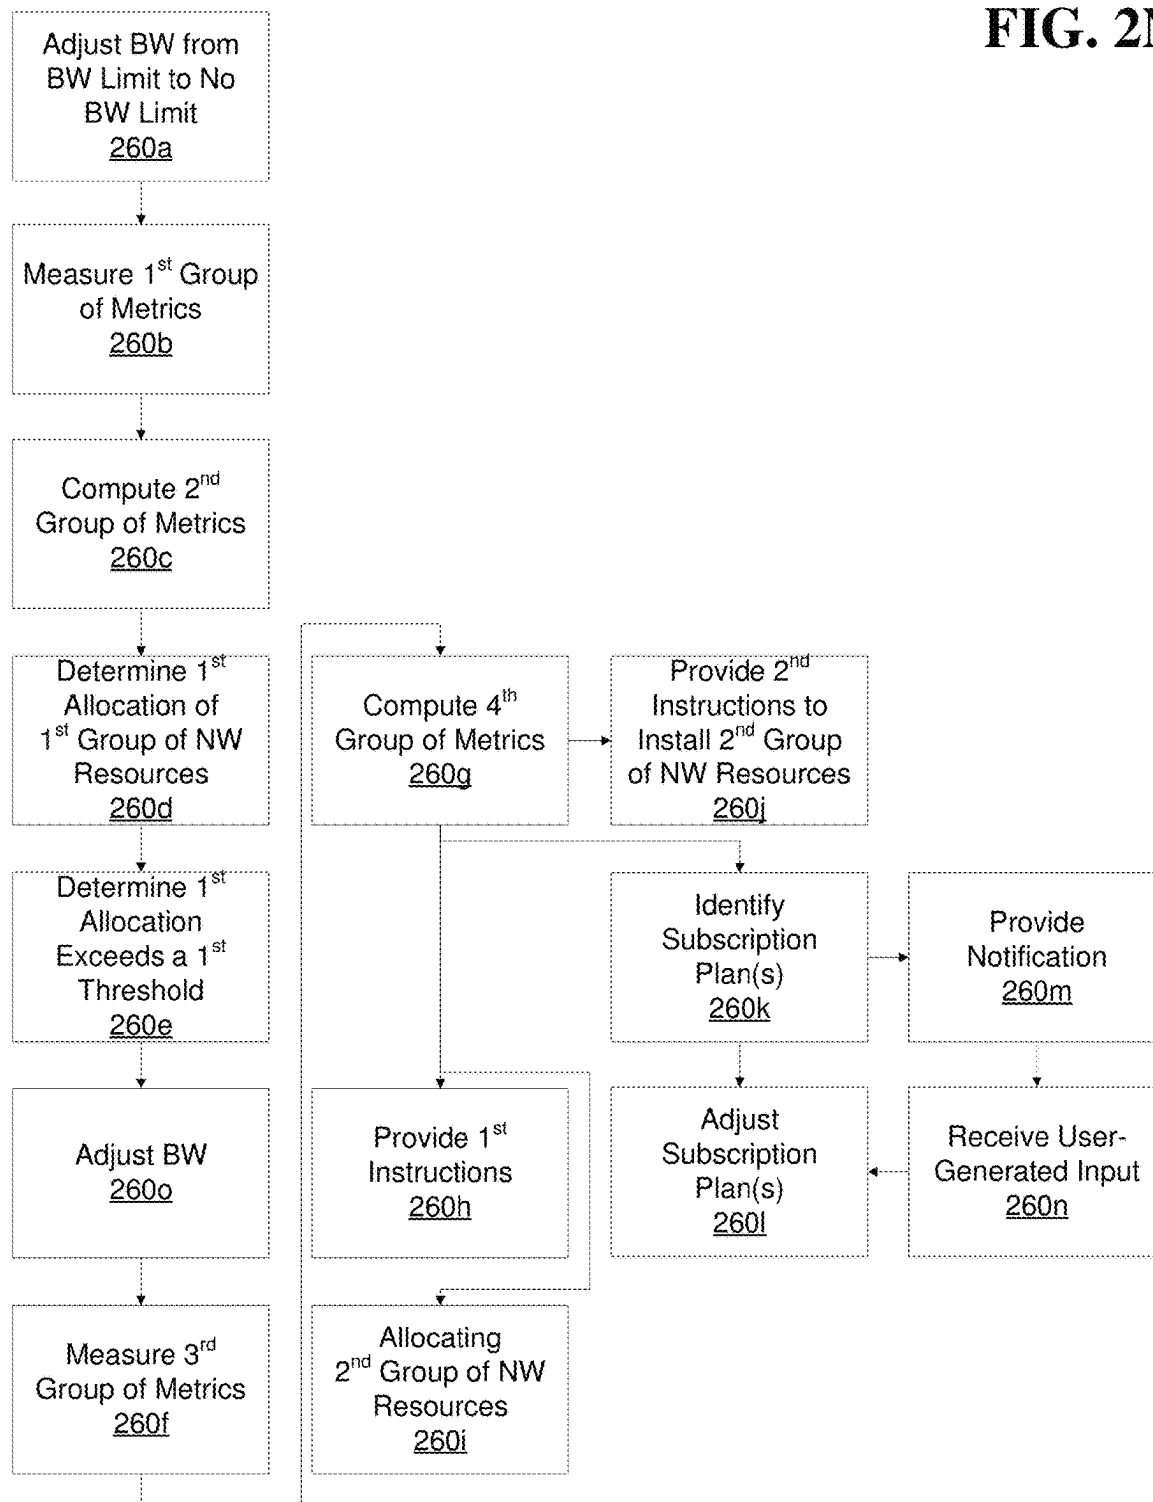 FIG. 2
Adjust BW from
BW Limit to No
BW Limit
260a
Measure 1st Group
of Metrics
260b
Compute 2nd
Group of Metrics
260c
Determine 1st
Allocation of
1st Group of NW
Resources
260d
Determine 1st
Allocation
Exceeds a 1st
Threshold
260e
Adjust BW
260o
Measure 3rd
Group of Metrics
260f
Compute 4th
Group of Metrics
260g
Provide 1st
Instructions
260h
Allocating
2nd Group of NW
Resources
260i
Provide 2nd
Instructions to
Install 2nd Group
of NW Resources
260j
Identify
Subscription
Plan(s)
260k
Adjust
Subscription
Plan(s)
260l
Provide
Notification
260m
Receive User-
Generated Input
260n